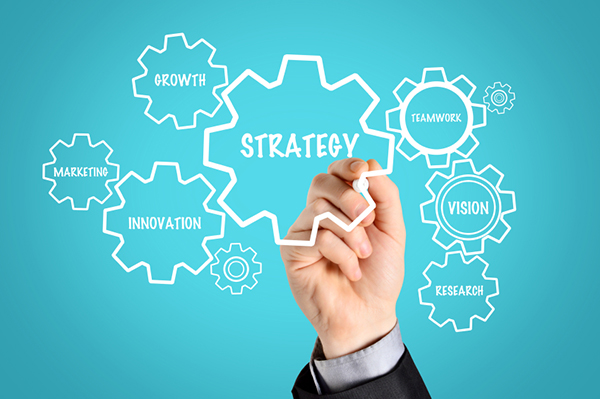 GROWTH
STRATEGY
TEAMWORK
MARKETING
INNOVATION
VISION
RESEARCH